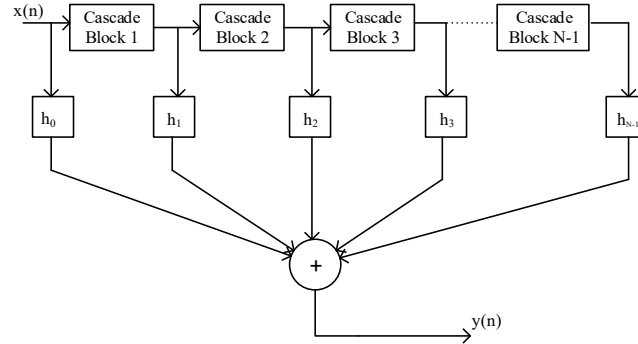 x(n)
Cascade
Block 1
Cascade
Block 2
Cascade
Block 3
Cascade
Block N-1
h₀
h₁
h₂
h₃
hN-1
+
y(n)